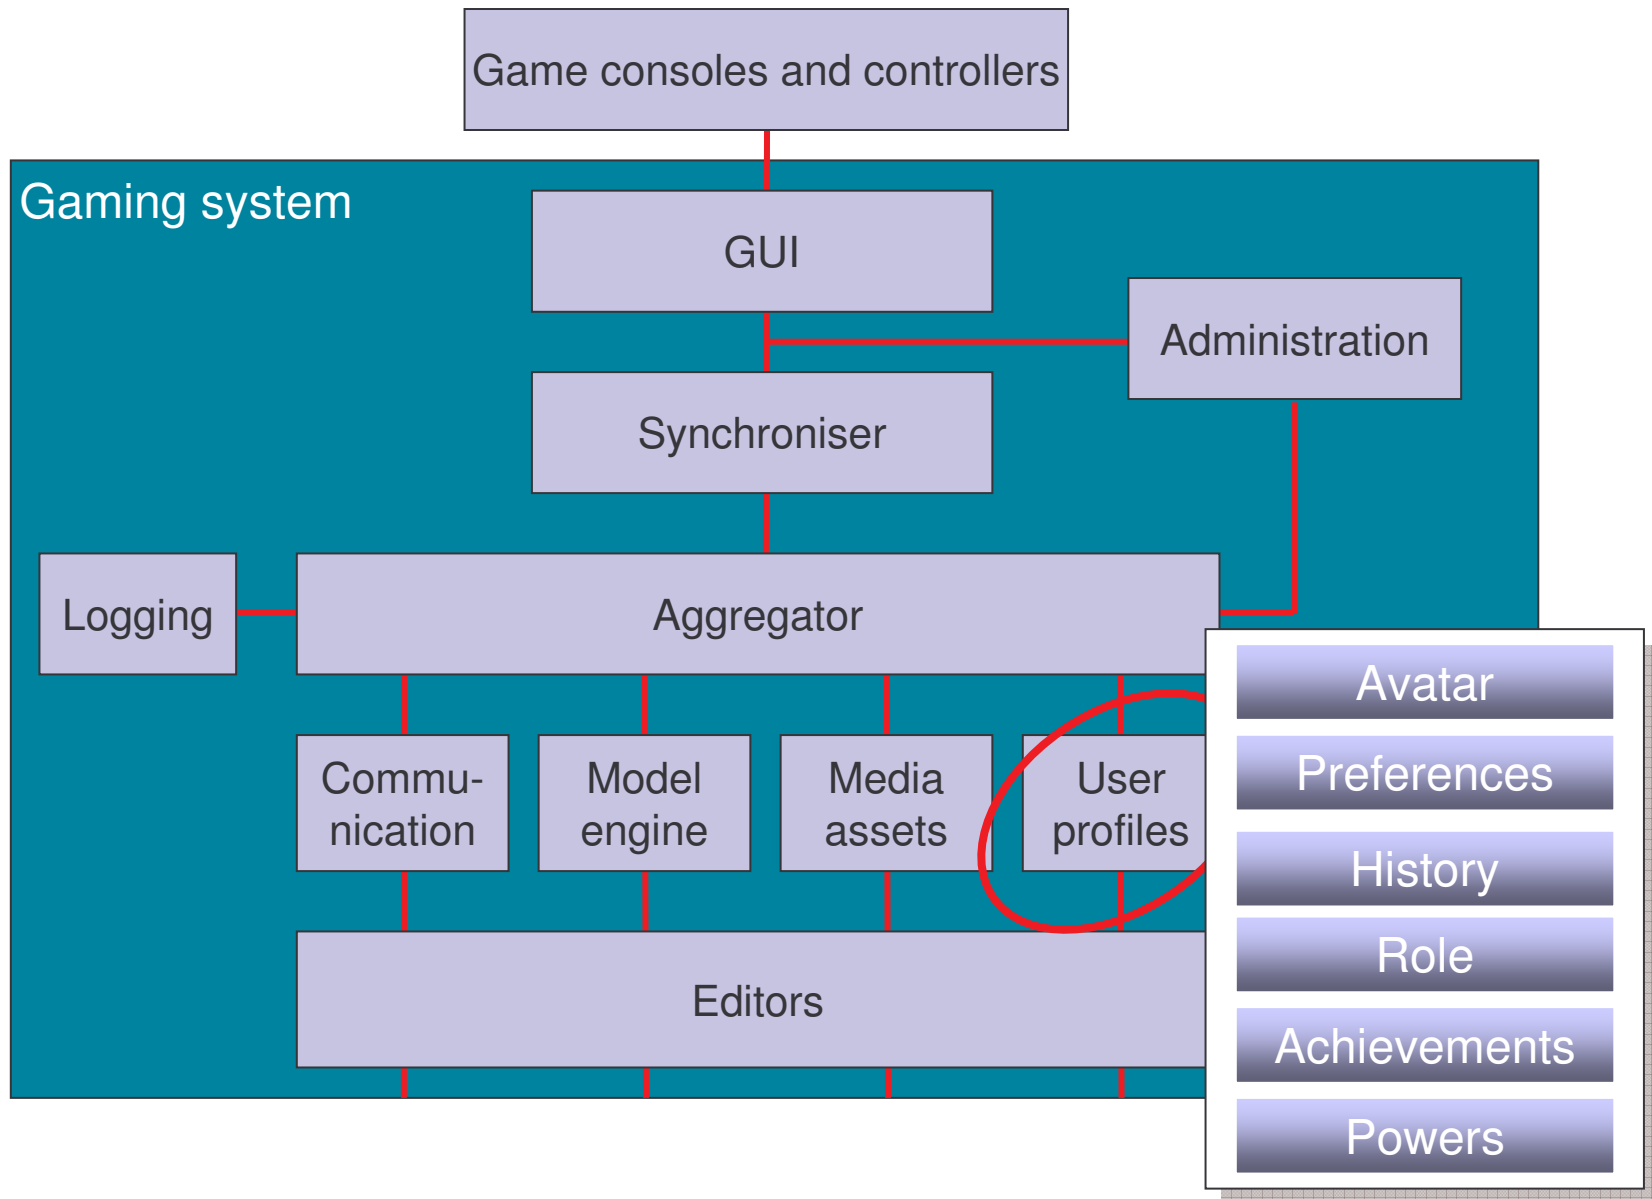 Game consoles and controllers
Gaming system
GUI
Administration
Synchroniser
Logging
Aggregator
Commu-
nication
Model
engine
Media
assets
User
profiles
Editors
Avatar
Preferences
History
Role
Achievements
Powers